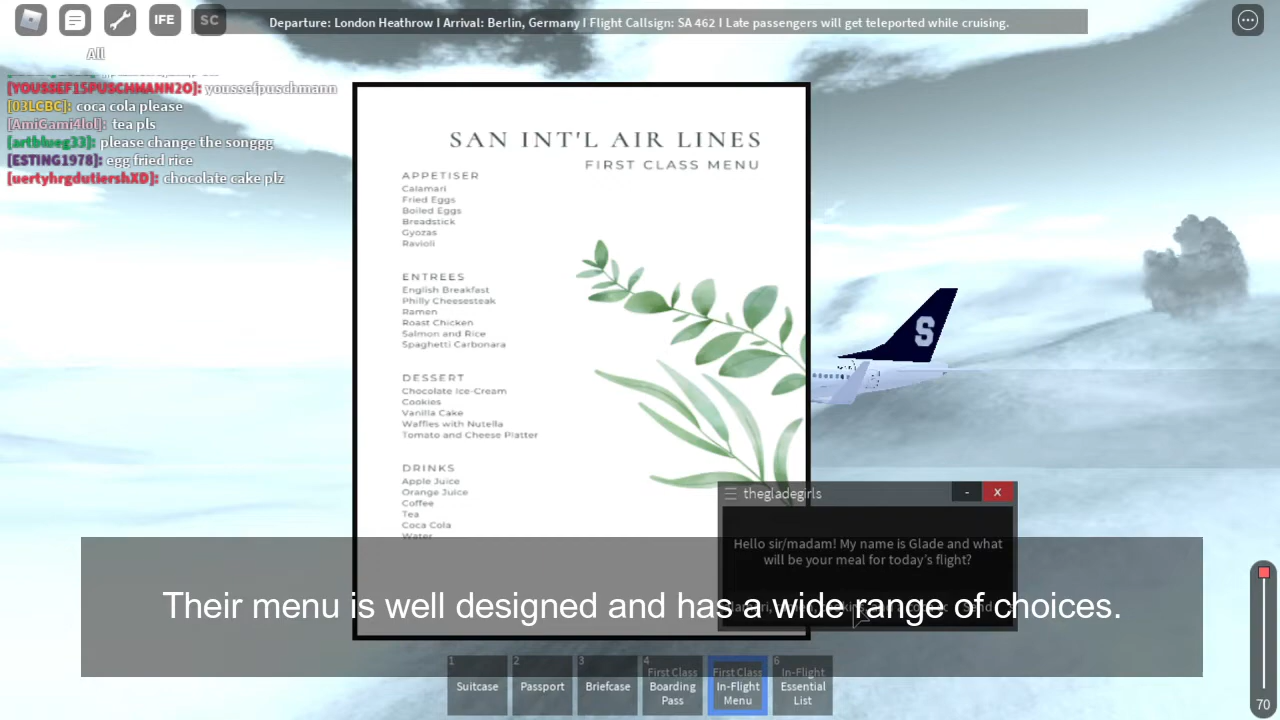 IFE
SC
Departure: London Heathrow I Arrival: Berlin, Germany I Flight Callsign: SA 462 I Late passengers will get teleported while cruising.
All
[YOUSSEF15PUSCHMANN2O]: youssefpuschmann
[03LCBC]: coca cola please
[AmiGami4lol]: tea pls
[artblueg33]: please change the songgg
[ESTING1978]: egg fried rice
[uertyhrgdutiershXD]: chocolate cake plz
SAN INT'L AIR LINES
FIRST CLASS MENU
APPETISER
Calamari
Fried Eggs
Boiled Eggs
Breadstick
Gyozas
Ravioli
ENTREES
English Breakfast
Philly Cheesesteak
Ramen
Roast Chicken
Salmon and Rice
Spaghetti Carbonara
DESSERT
Chocolate Ice-Cream
Cookies
Vanilla Cake
Waffles with Nutella
Tomato and Cheese Platter
DRINKS
Apple Juice
Orange Juice
Coffee
Tea
Coca Cola
Water
S
thegladegirls
- X
Hello sir/madam! My name is Glade and what
will be your meal for today's flight?
Send
Their menu is well designed and has a wide range of choices.
1
Suitcase
2
Passport
3
Briefcase
4
First Class
Boarding
Pass
First Class
In-Flight
Menu
6
In-Flight
Essential
List
70